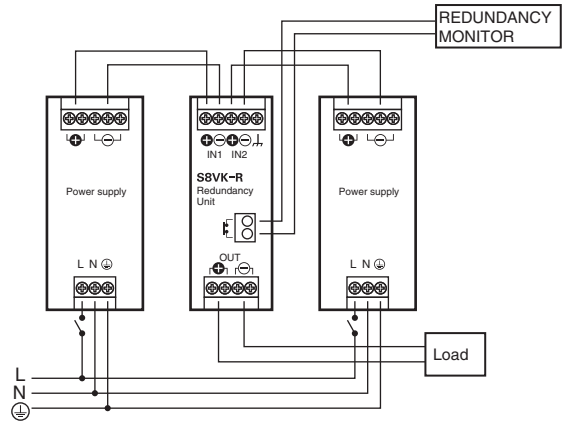 REDUNDANCY
MONITOR
IN1 IN2
S8VK-R
Redundancy
Unit
Power supply
Power supply
OUT
L N
L N
Load
L
N